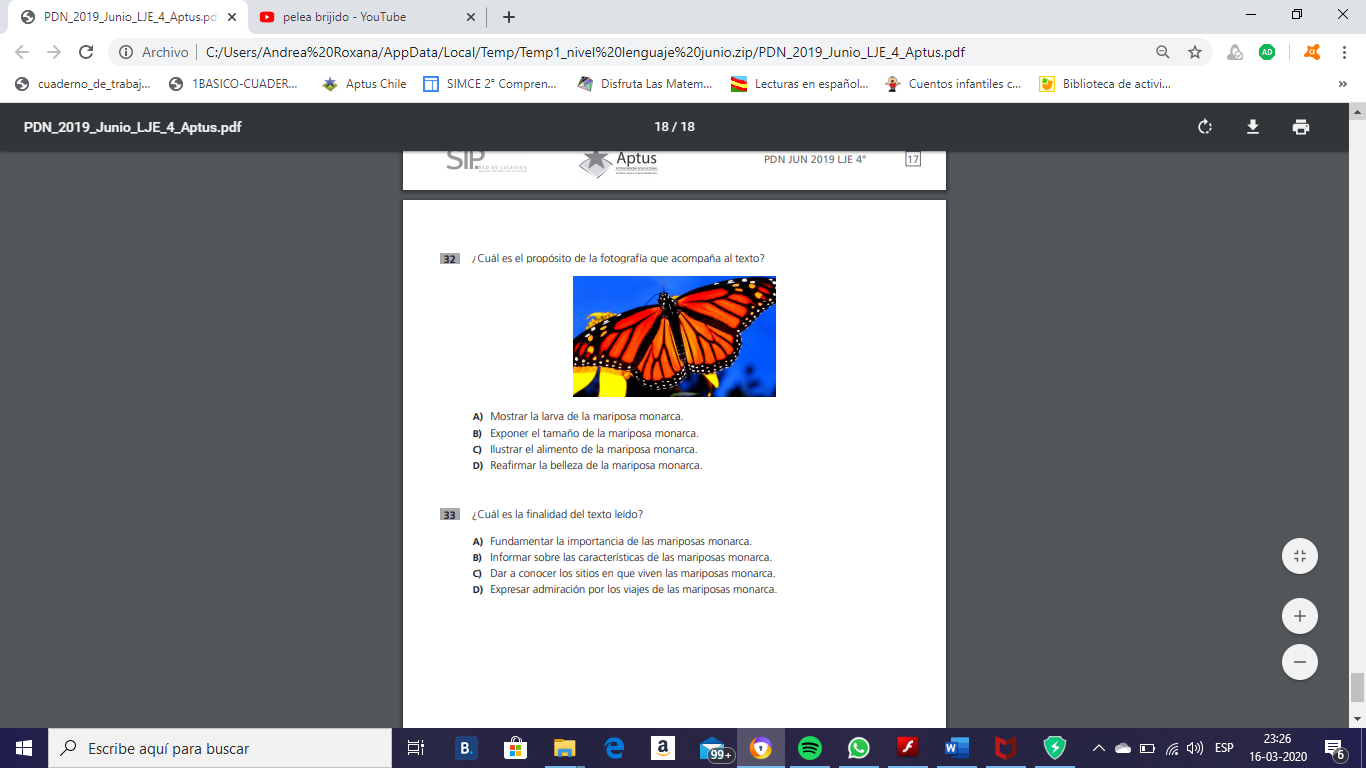 PDN_2019_Junio_LJE_4_Aptus.pd
pelea brijido - YouTube
Archivo
C:/Users/Andrea%20Roxana/AppData/Local/Temp/Temp1_nivel%20lenguaje%20junio.zip/PDN_2019_Junio_LJE_4_Aptus.pdf
AD
cuaderno_de_trabaj...
1BASICO-CUADER...
Aptus Chile
SIMCE 2° Compren...
Disfruta Las Matem...
Lecturas en español...
Cuentos infantiles c...
Biblioteca de activi...
»
PDN_2019_Junio_LJE_4_Aptus.pdf
18 / 18
SIP.
Aptus
PDN JUN 2019 LJE 4°
17
32 ¿Cuál es el propósito de la fotografía que acompaña al texto?
A) Mostrar la larva de la mariposa monarca.
B) Exponer el tamaño de la mariposa monarca.
C) Ilustrar el alimento de la mariposa monarca.
D) Reafirmar la belleza de la mariposa monarca.
33 ¿Cuál es la finalidad del texto leído?
A) Fundamentar la importancia de las mariposas monarca.
B) Informar sobre las características de las mariposas monarca.
C) Dar a conocer los sitios en que viven las mariposas monarca.
D) Expresar admiración por los viajes de las mariposas monarca.
Escribe aquí para buscar
B.
a
99+
ESP
23:26
16-03-2020
6